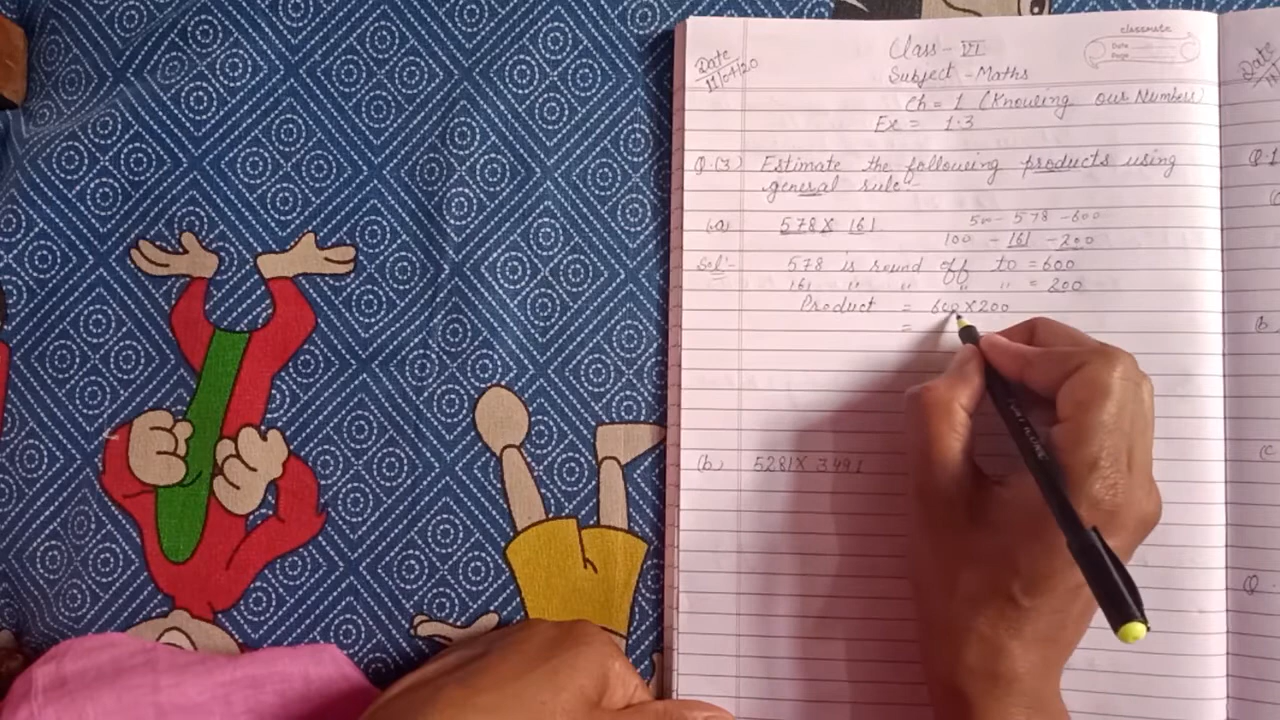 classmate
Date
Page
Date
11/04/20
Class - VI
Subject - Maths
Ch = 1 (Knowing our Numbers)
Ex = 1.3
Q.(3) Estimate the following products using
general rule:-
(a) 578 X 161
500 - 578 - 600
100 - 161 - 200
Sol:- 578 is round off to = 600
161 " " " " = 200
Product = 600 X 200
=
(b) 5281 X 3491
Date
Q.1
(b
(c
Q